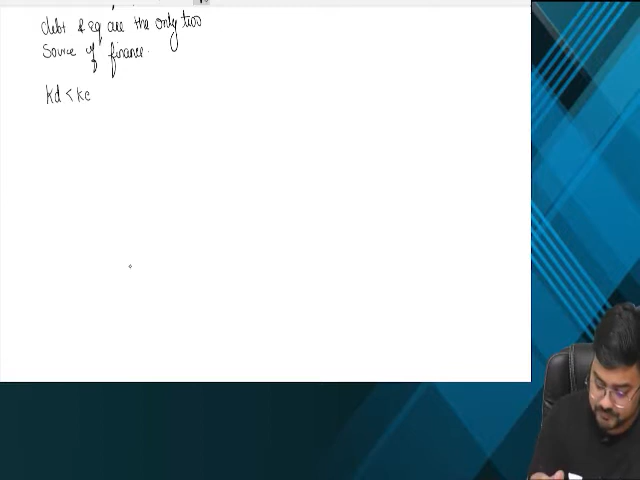 debt & eq are the only two
Source of finance.
kd < ke